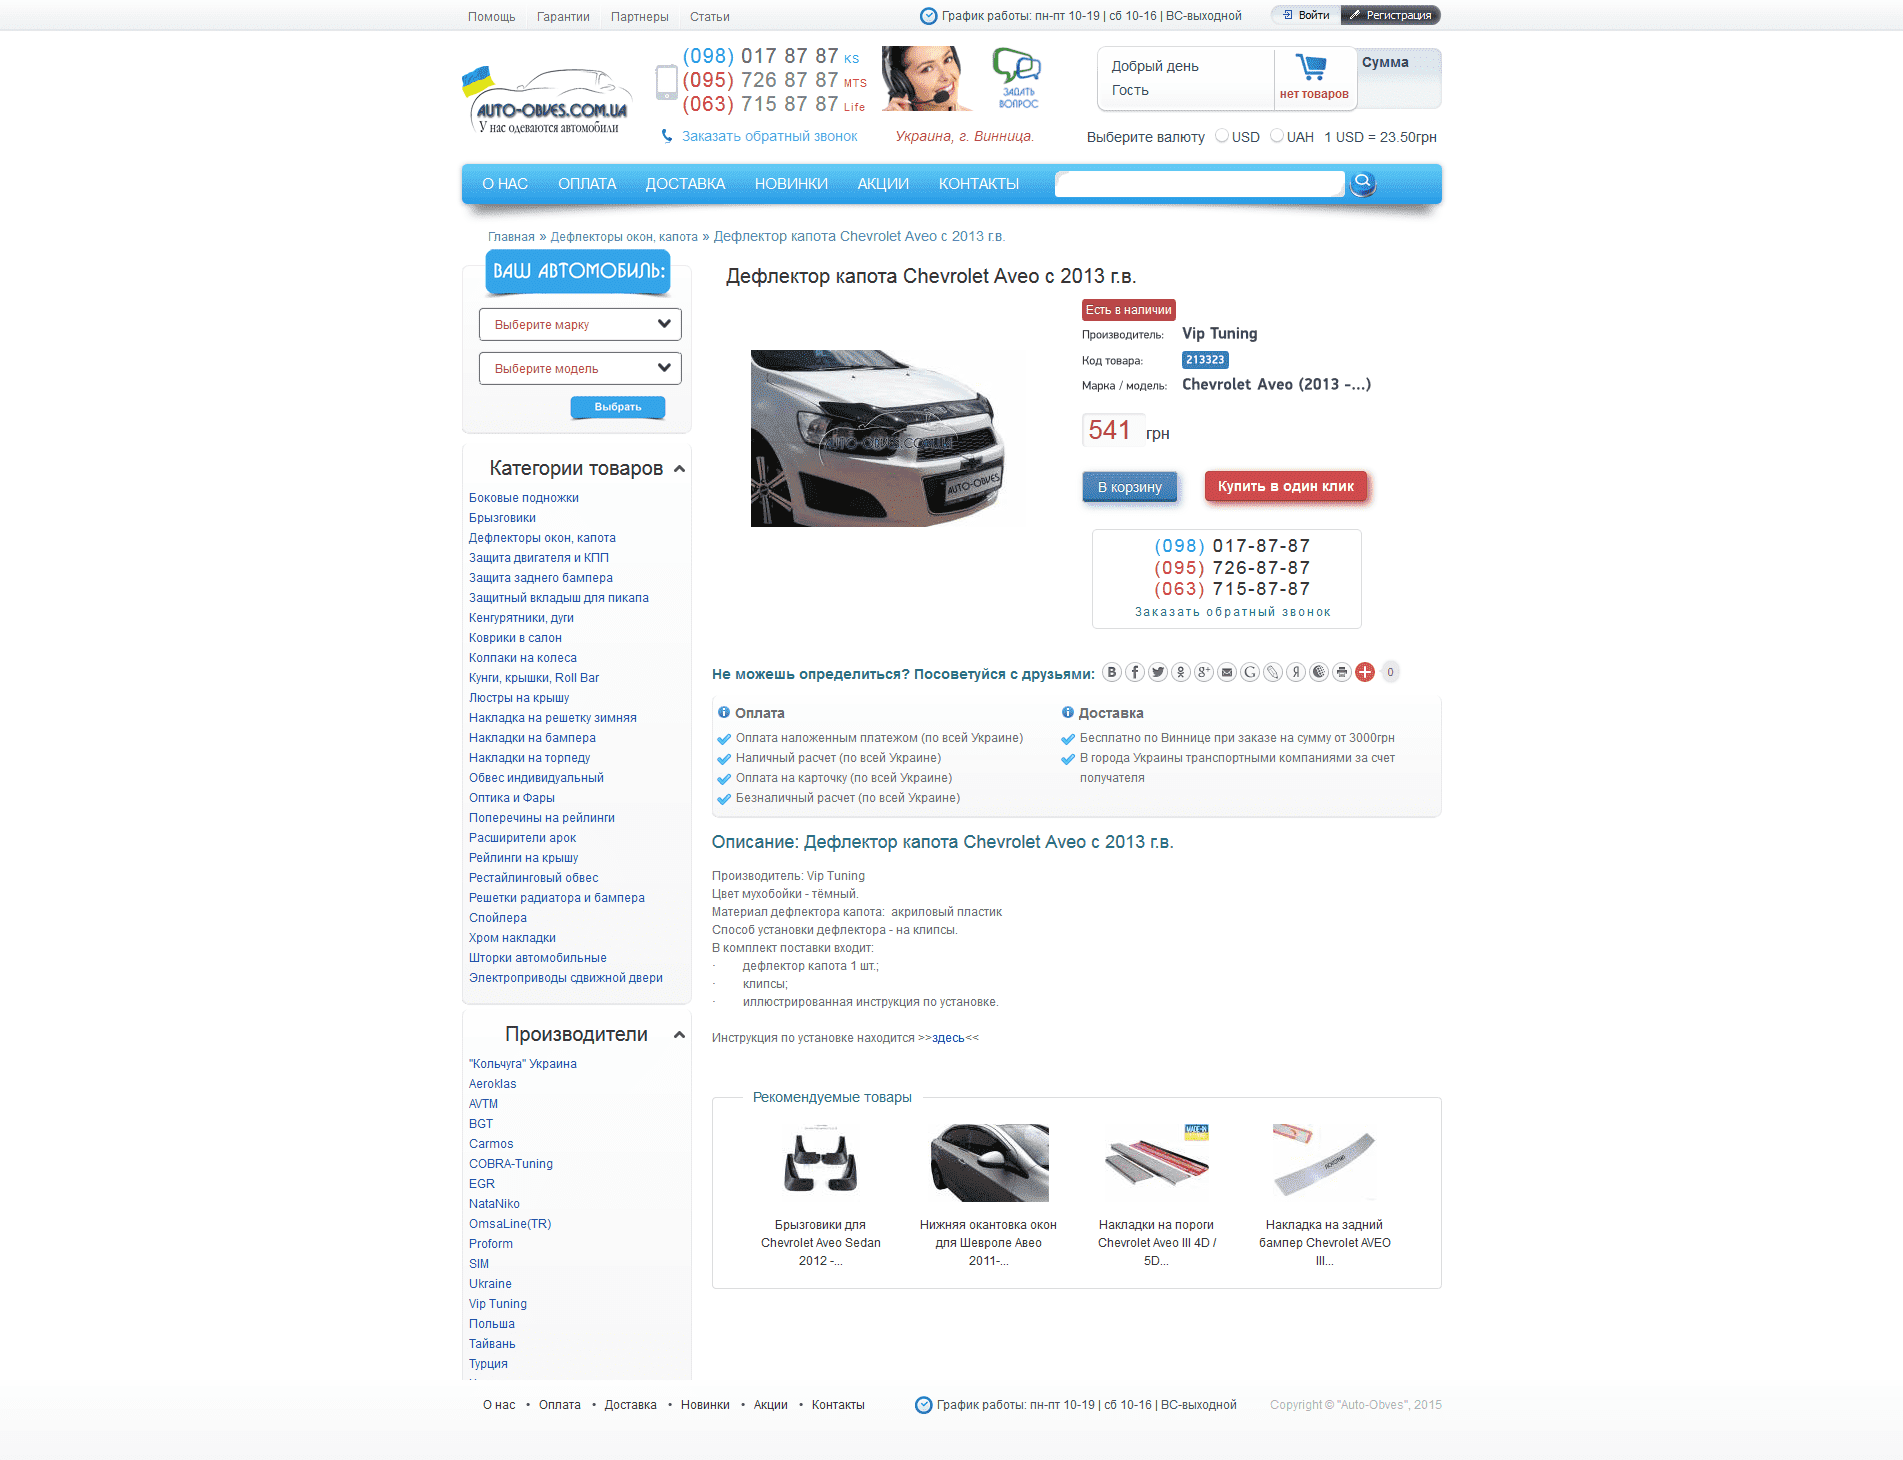 Помощь Гарантии Партнеры Статьи
График работы: пн-пт 10-19 | сб 10-16 | ВС-выходной
Войти Регистрация
AUTO-OBVES.COM.UA
У нас одеваются автомобили
(098) 017 87 87 KS
(095) 726 87 87 MTS
(063) 715 87 87 Life
Заказать обратный звонок
ЗАДАТЬ
ВОПРОС
Украина, г. Винница.
Добрый день
Гость
нет товаров
Сумма
Выберите валюту USD UAH 1 USD = 23.50грн
О НАС ОПЛАТА ДОСТАВКА НОВИНКИ АКЦИИ КОНТАКТЫ
Главная » Дефлекторы окон, капота » Дефлектор капота Chevrolet Aveo с 2013 г.в.
ВАШ АВТОМОБИЛЬ:
Выберите марку
Выберите модель
Выбрать
Категории товаров
Боковые подножки
Брызговики
Дефлекторы окон, капота
Защита двигателя и КПП
Защита заднего бампера
Защитный вкладыш для пикапа
Кенгурятники, дуги
Коврики в салон
Колпаки на колеса
Кунги, крышки, Roll Bar
Люстры на крышу
Накладка на решетку зимняя
Накладки на бампера
Накладки на торпеду
Обвес индивидуальный
Оптика и Фары
Поперечины на рейлинги
Расширители арок
Рейлинги на крышу
Рестайлинговый обвес
Решетки радиатора и бампера
Спойлера
Хром накладки
Шторки автомобильные
Электроприводы сдвижной двери
Производители
"Кольчуга" Украина
Aeroklas
AVTM
BGT
Carmos
COBRA-Tuning
EGR
NataNiko
OmsaLine(TR)
Proform
SIM
Ukraine
Vip Tuning
Польша
Тайвань
Турция
Дефлектор капота Chevrolet Aveo с 2013 г.в.
AUTO-OBVES.COM.UA
AUTO-OBVES
Есть в наличии
Производитель: Vip Tuning
Код товара: 213323
Марка / модель: Chevrolet Aveo (2013 -...)
541 грн
В корзину Купить в один клик
(098) 017-87-87
(095) 726-87-87
(063) 715-87-87
Заказать обратный звонок
Не можешь определиться? Посоветуйся с друзьями: 0
Оплата
Оплата наложенным платежом (по всей Украине)
Наличный расчет (по всей Украине)
Оплата на карточку (по всей Украине)
Безналичный расчет (по всей Украине)
Доставка
Бесплатно по Виннице при заказе на сумму от 3000грн
В города Украины транспортными компаниями за счет
получателя
Описание: Дефлектор капота Chevrolet Aveo с 2013 г.в.
Производитель: Vip Tuning
Цвет мухобойки - тёмный.
Материал дефлектора капота: акриловый пластик
Способ установки дефлектора - на клипсы.
В комплект поставки входит:
· дефлектор капота 1 шт.;
· клипсы;
· иллюстрированная инструкция по установке.
Инструкция по установке находится >>здесь<<
Рекомендуемые товары
MADE-IN
Брызговики для
Chevrolet Aveo Sedan
2012 -...
Нижняя окантовка окон
для Шевроле Авео
2011-...
Накладки на пороги
Chevrolet Aveo III 4D /
5D...
Накладка на задний
бампер Chevrolet AVEO
III...
О нас • Оплата • Доставка • Новинки • Акции • Контакты
График работы: пн-пт 10-19 | сб 10-16 | ВС-выходной
Copyright © "Auto-Obves", 2015